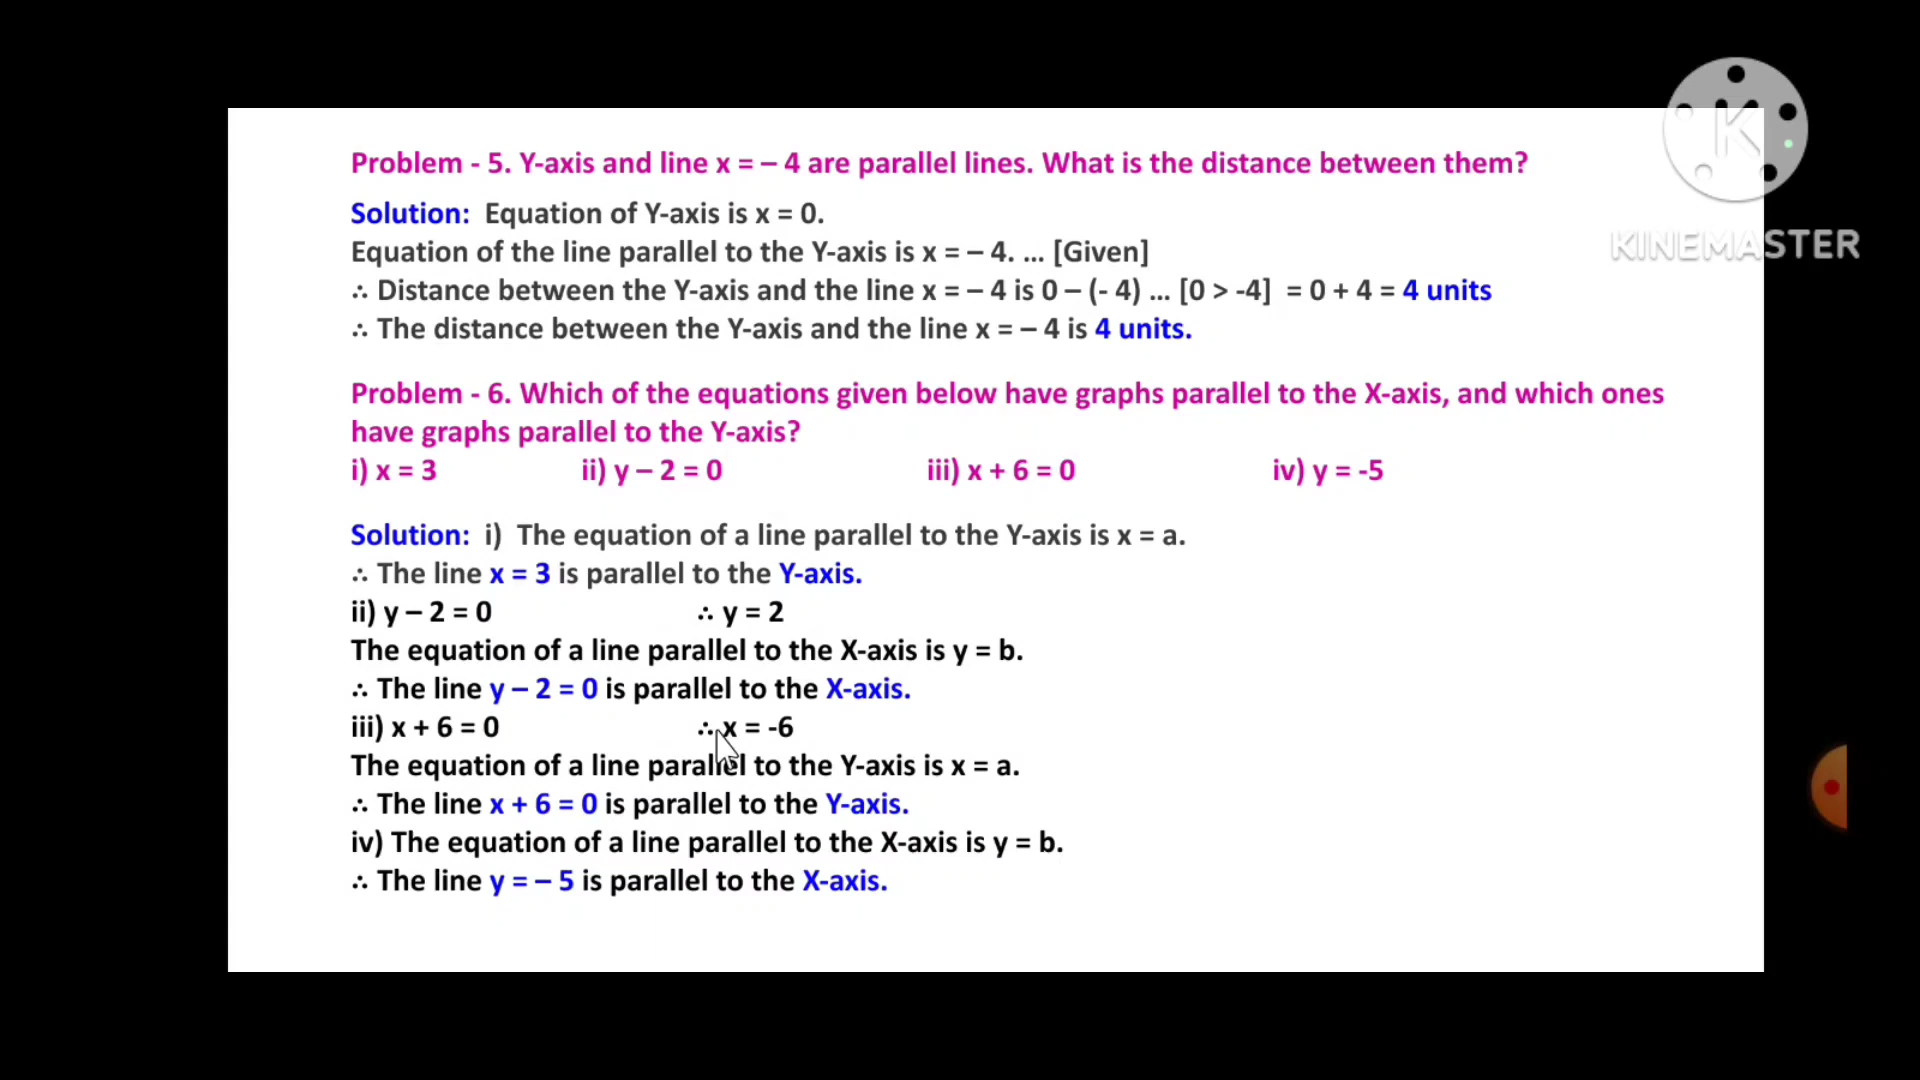 Problem - 5. Y-axis and line x = – 4 are parallel lines. What is the distance between them?
Solution: Equation of Y-axis is x = 0.
Equation of the line parallel to the Y-axis is x = – 4. ... [Given]
∴ Distance between the Y-axis and the line x = – 4 is 0 – (- 4) ... [0 > -4] = 0 + 4 = 4 units
∴ The distance between the Y-axis and the line x = – 4 is 4 units.
Problem - 6. Which of the equations given below have graphs parallel to the X-axis, and which ones
have graphs parallel to the Y-axis?
i) x = 3 ii) y – 2 = 0 iii) x + 6 = 0 iv) y = -5
Solution: i) The equation of a line parallel to the Y-axis is x = a.
∴ The line x = 3 is parallel to the Y-axis.
ii) y – 2 = 0 ∴ y = 2
The equation of a line parallel to the X-axis is y = b.
∴ The line y – 2 = 0 is parallel to the X-axis.
iii) x + 6 = 0 ∴ x = -6
The equation of a line parallel to the Y-axis is x = a.
∴ The line x + 6 = 0 is parallel to the Y-axis.
iv) The equation of a line parallel to the X-axis is y = b.
∴ The line y = – 5 is parallel to the X-axis.
K
KINEMASTER